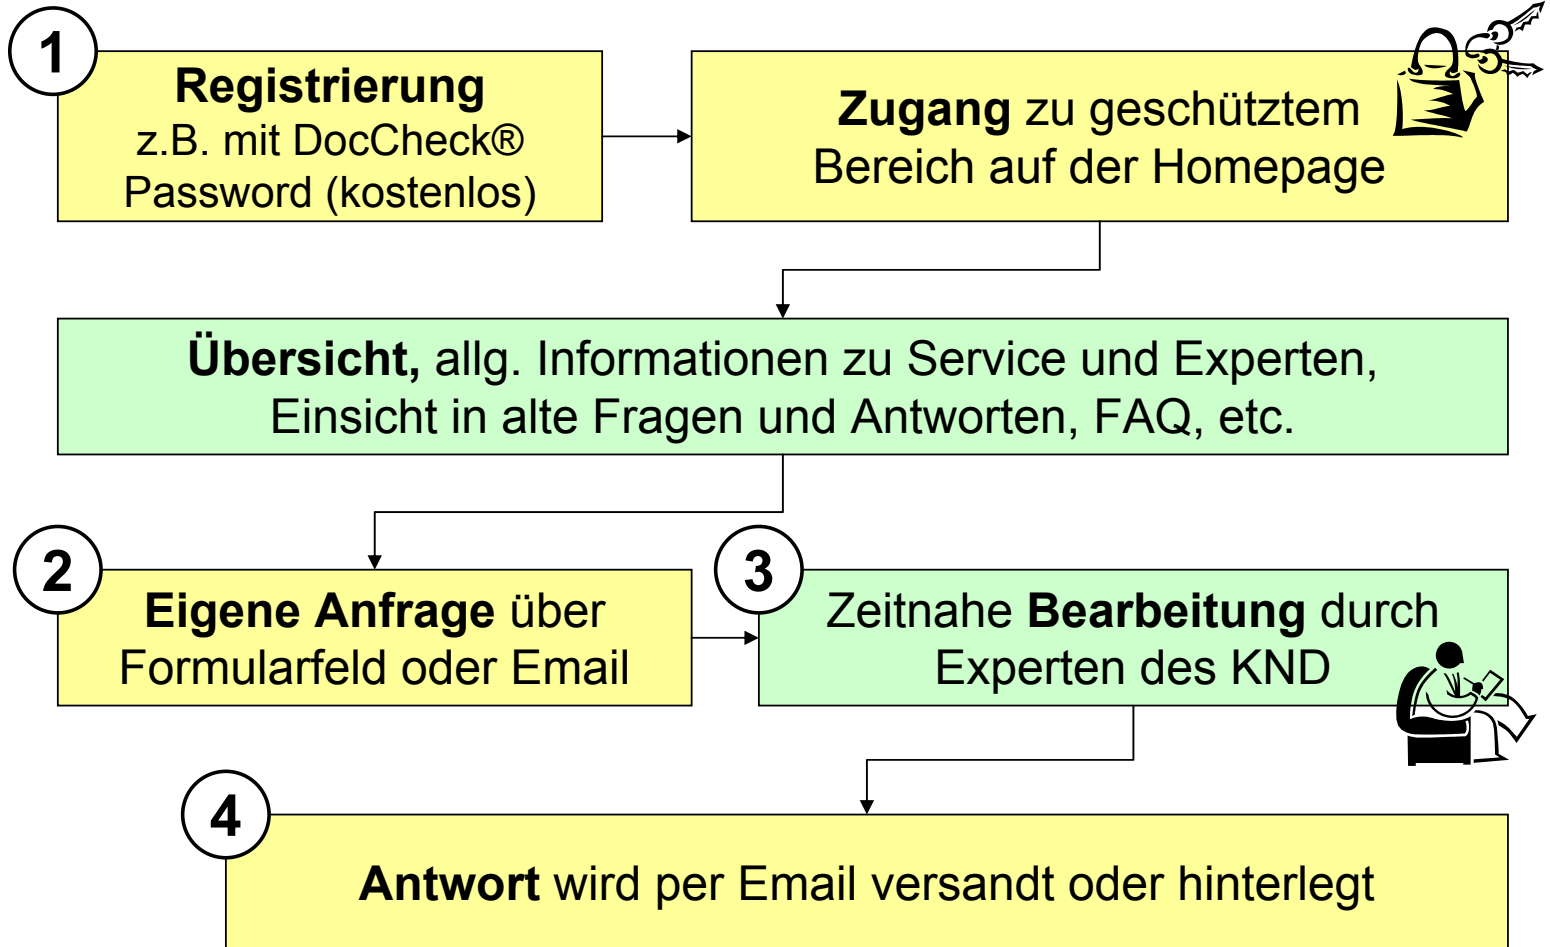 1
Registrierung
z.B. mit DocCheck®
Password (kostenlos)
Zugang zu geschütztem
Bereich auf der Homepage
Übersicht, allg. Informationen zu Service und Experten,
Einsicht in alte Fragen und Antworten, FAQ, etc.
2
Eigene Anfrage über
Formularfeld oder Email
3
Zeitnahe Bearbeitung durch
Experten des KND
4
Antwort wird per Email versandt oder hinterlegt